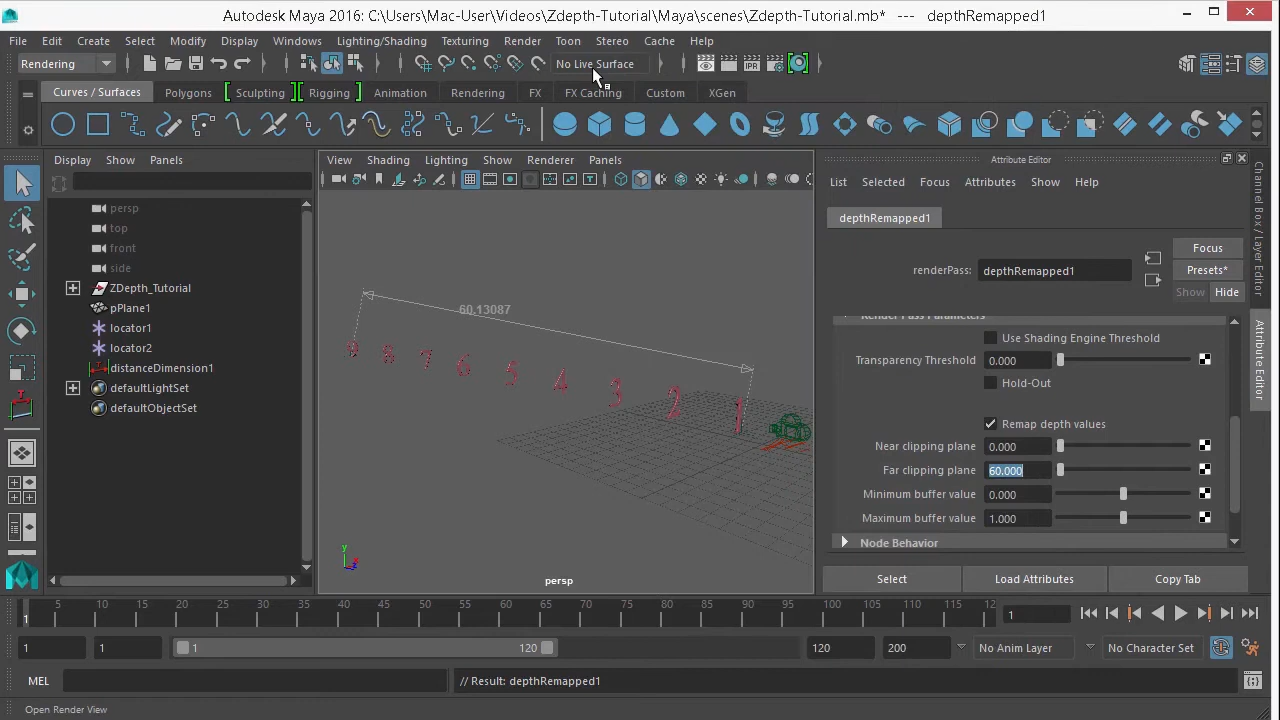 Autodesk Maya 2016: C:\Users\Mac-User\Videos\Zdepth-Tutorial\Maya\scenes\Zdepth-Tutorial.mb* --- depthRemapped1
File Edit Create Select Modify Display Windows Lighting/Shading Texturing Render Toon Stereo Cache Help
Rendering No Live Surface IPR
Curves / Surfaces Polygons Sculpting Rigging Animation Rendering FX FX Caching Custom XGen
Display Show Panels
View Shading Lighting Show Renderer Panels
Attribute Editor
List Selected Focus Attributes Show Help
persp
top
front
side
ZDepth_Tutorial
pPlane1
locator1
locator2
distanceDimension1
defaultLightSet
defaultObjectSet
60.13087
9 8 7 6 5 4 3 2 1
y
x
z
persp
depthRemapped1
Focus
renderPass: depthRemapped1
Presets*
Show Hide
Render Pass Parameters
Use Shading Engine Threshold
Transparency Threshold 0.000
Hold-Out
Remap depth values
Near clipping plane 0.000
Far clipping plane 60.000
Minimum buffer value 0.000
Maximum buffer value 1.000
Node Behavior
Select Load Attributes Copy Tab
Channel Box / Layer Editor
Attribute Editor
1 5 10 15 20 25 30 35 40 45 50 55 60 65 70 75 80 85 90 95 100 105 110 115 12
1
1 1 1 120 120 200 No Anim Layer No Character Set
MEL // Result: depthRemapped1
Open Render View